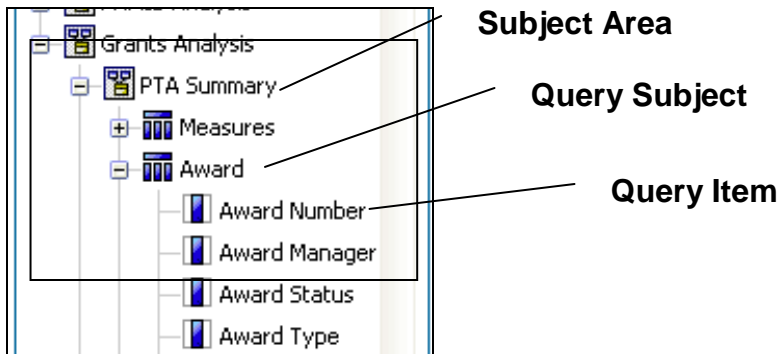 Grants Analysis
Subject Area
PTA Summary
Query Subject
Measures
Award
Query Item
Award Number
Award Manager
Award Status
Award Type